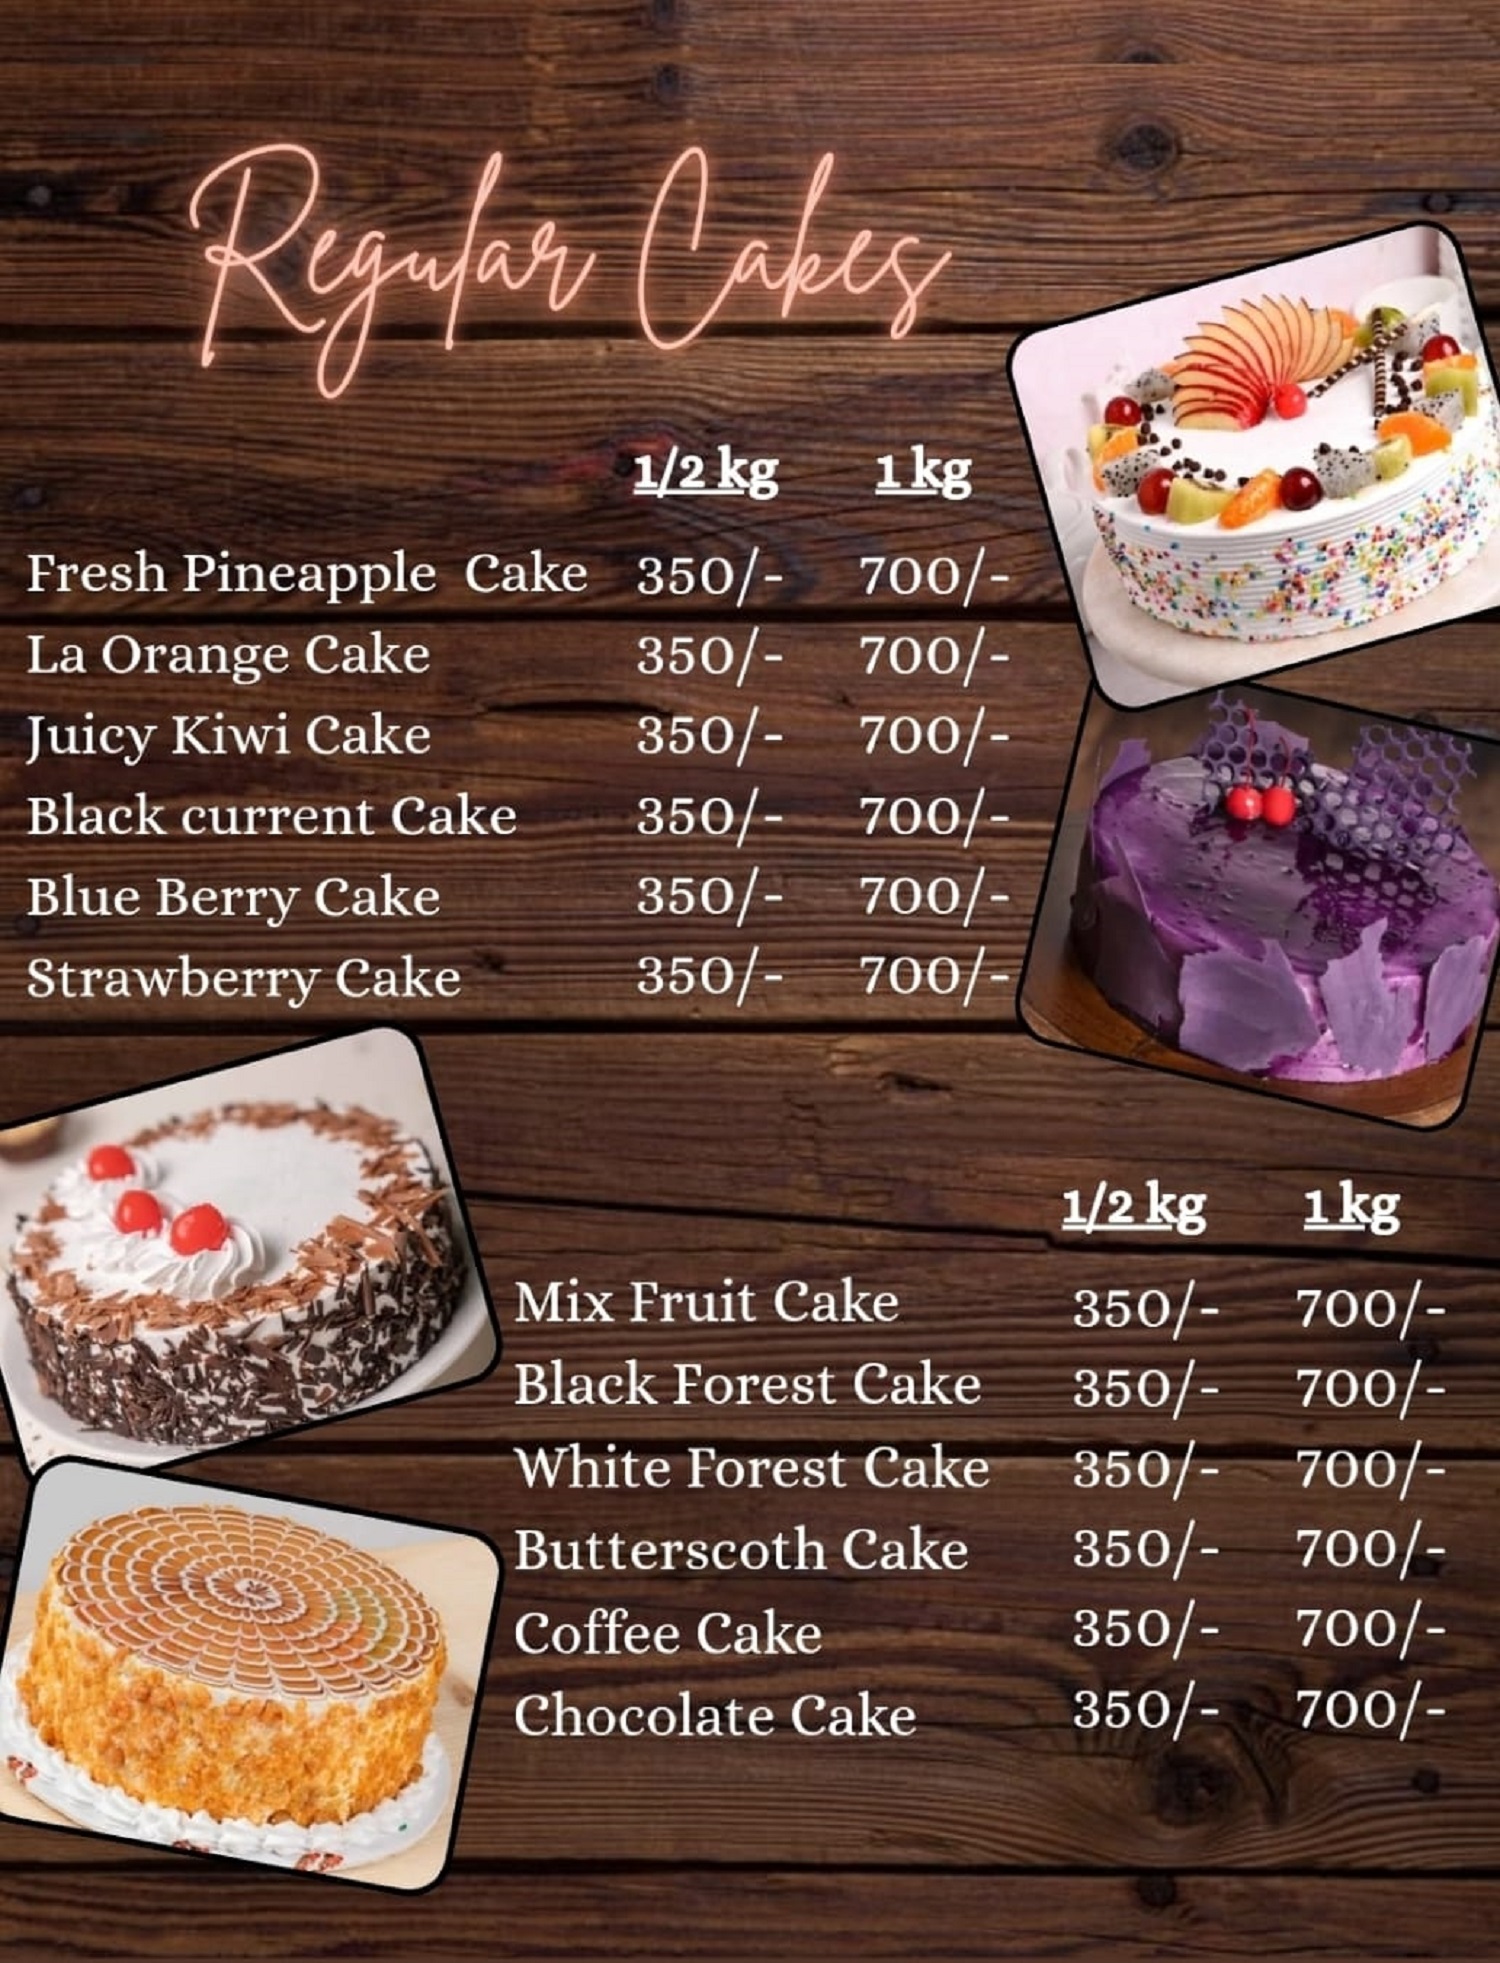 Regular Cakes
1/2 kg 1 kg
Fresh Pineapple Cake 350/- 700/-
La Orange Cake 350/- 700/-
Juicy Kiwi Cake 350/- 700/-
Black current Cake 350/- 700/-
Blue Berry Cake 350/- 700/-
Strawberry Cake 350/- 700/-
1/2 kg 1 kg
Mix Fruit Cake 350/- 700/-
Black Forest Cake 350/- 700/-
White Forest Cake 350/- 700/-
Butterscoth Cake 350/- 700/-
Coffee Cake 350/- 700/-
Chocolate Cake 350/- 700/-